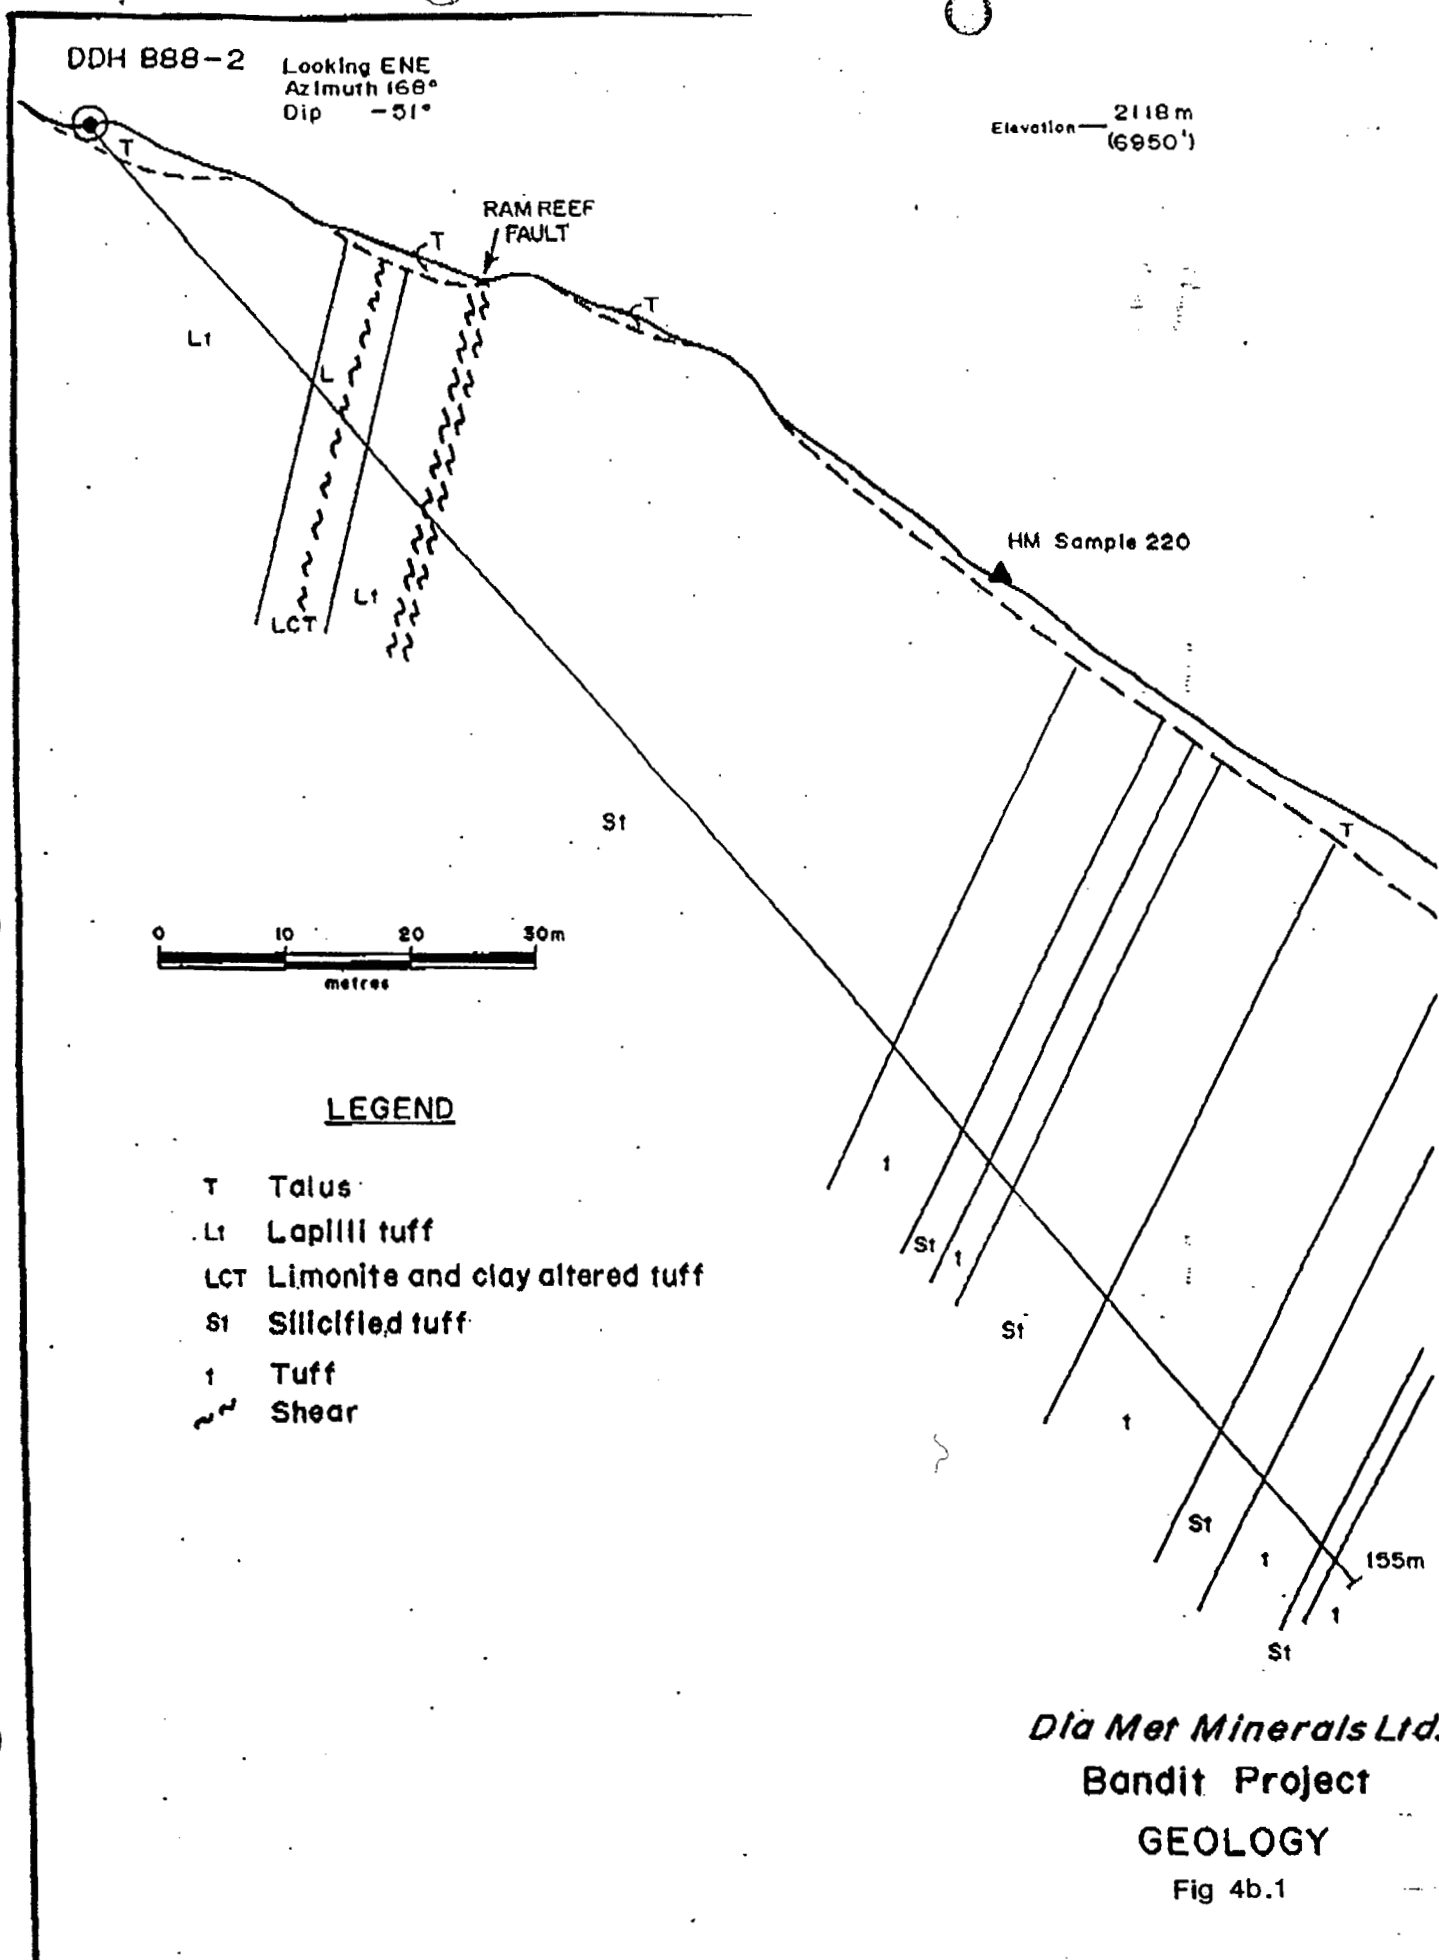 DDH B88-2
Looking ENE
Azimuth 168°
Dip -51°
Elevation — 2118 m
(6950')
T
RAM REEF
FAULT
T
T
Lt
L
HM Sample 220
Lt
LCT
St
T
0 10 20 30m
metres
LEGEND
T Talus
Lt Lapilli tuff
LCT Limonite and clay altered tuff
St Silicified tuff
t Tuff
Shear
t
St
t
St
t
St
t
155m
t
St
Dia Met Minerals Ltd.
Bandit Project
GEOLOGY
Fig 4b.1